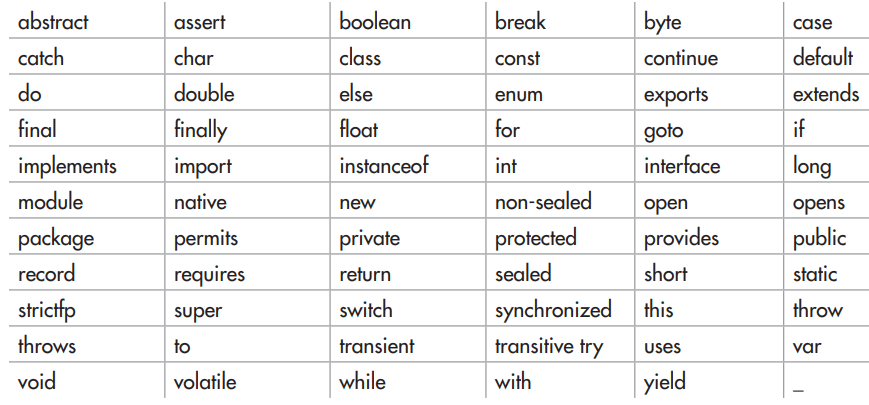 abstract assert boolean break byte case
catch char class const continue default
do double else enum exports extends
final finally float for goto if
implements import instanceof int interface long
module native new non-sealed open opens
package permits private protected provides public
record requires return sealed short static
strictfp super switch synchronized this throw
throws to transient transitive try uses var
void volatile while with yield _